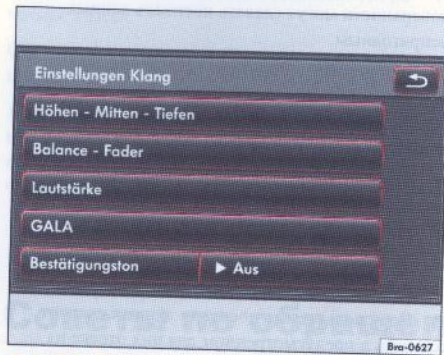 Einstellungen Klang
Höhen - Mitten - Tiefen
Balance - Fader
Lautstärke
GALA
Bestätigungston ▶ Aus
Bra-0627